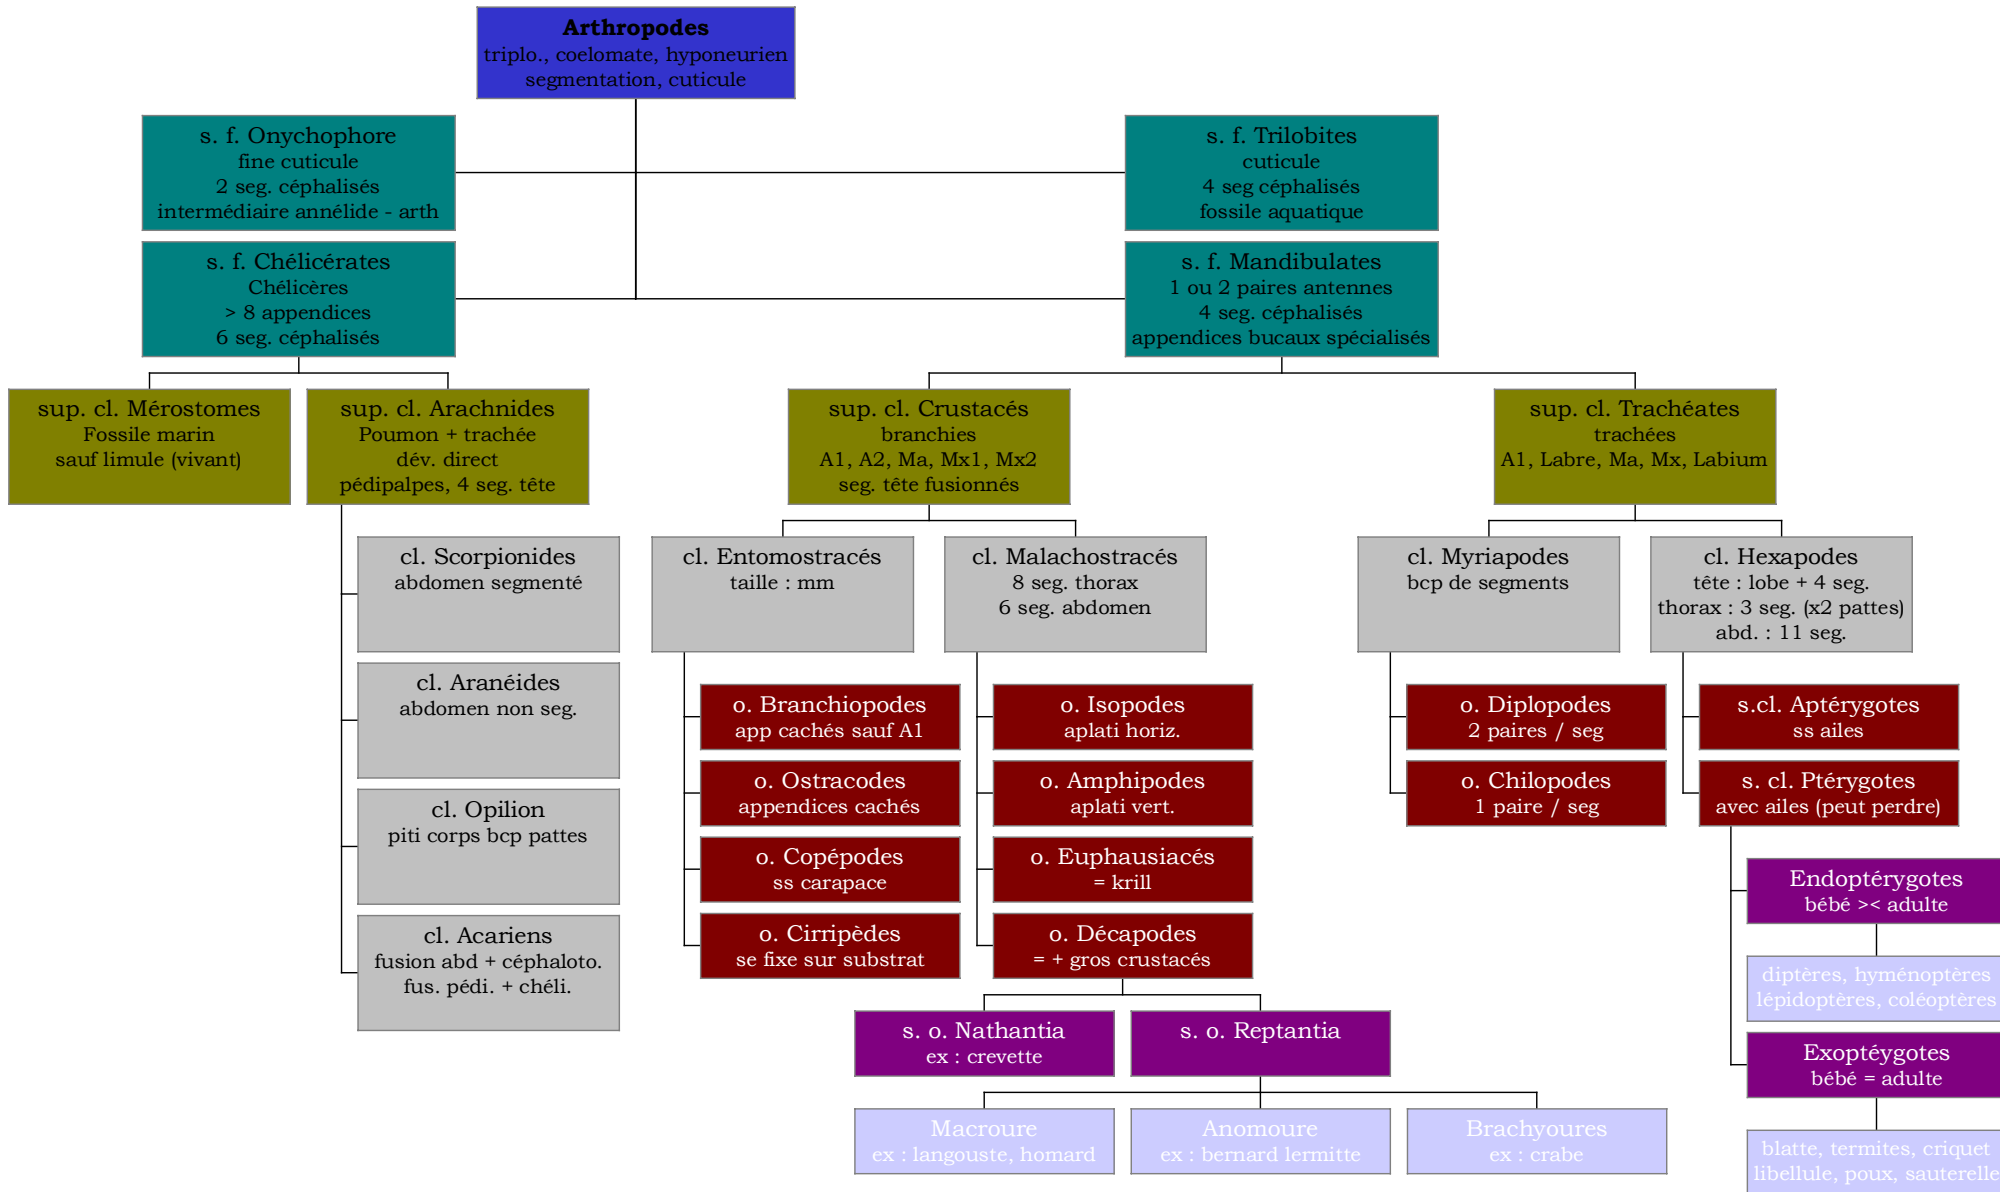 Arthropodes
triplo., coelomate, hyponeurien
segmentation, cuticule
s. f. Onychophore
fine cuticule
2 seg. céphalisés
intermédiaire annélide - arth
s. f. Trilobites
cuticule
4 seg céphalisés
fossile aquatique
s. f. Chélicérates
Chélicères
> 8 appendices
6 seg. céphalisés
s. f. Mandibulates
1 ou 2 paires antennes
4 seg. céphalisés
appendices bucaux spécialisés
sup. cl. Mérostomes
Fossile marin
sauf limule (vivant)
sup. cl. Arachnides
Poumon + trachée
dév. direct
pédipalpes, 4 seg. tête
sup. cl. Crustacés
branchies
A1, A2, Ma, Mx1, Mx2
seg. tête fusionnés
sup. cl. Trachéates
trachées
A1, Labre, Ma, Mx, Labium
cl. Scorpionides
abdomen segmenté
cl. Aranéides
abdomen non seg.
cl. Opilion
piti corps bcp pattes
cl. Acariens
fusion abd + céphaloto.
fus. pédi. + chéli.
cl. Entomostracés
taille : mm
cl. Malachostracés
8 seg. thorax
6 seg. abdomen
cl. Myriapodes
bcp de segments
cl. Hexapodes
tête : lobe + 4 seg.
thorax : 3 seg. (x2 pattes)
abd. : 11 seg.
o. Branchiopodes
app cachés sauf A1
o. Ostracodes
appendices cachés
o. Copépodes
ss carapace
o. Cirripèdes
se fixe sur substrat
o. Isopodes
aplati horiz.
o. Amphipodes
aplati vert.
o. Euphausiacés
= krill
o. Décapodes
= + gros crustacés
o. Diplopodes
2 paires / seg
o. Chilopodes
1 paire / seg
s.cl. Aptérygotes
ss ailes
s. cl. Ptérygotes
avec ailes (peut perdre)
Endoptérygotes
bébé >< adulte
diptères, hyménoptères
lépidoptères, coléoptères
Exoptéygotes
bébé = adulte
blatte, termites, criquet
libellule, poux, sauterelle
s. o. Nathantia
ex : crevette
s. o. Reptantia
Macroure
ex : langouste, homard
Anomoure
ex : bernard lermitte
Brachyoures
ex : crabe